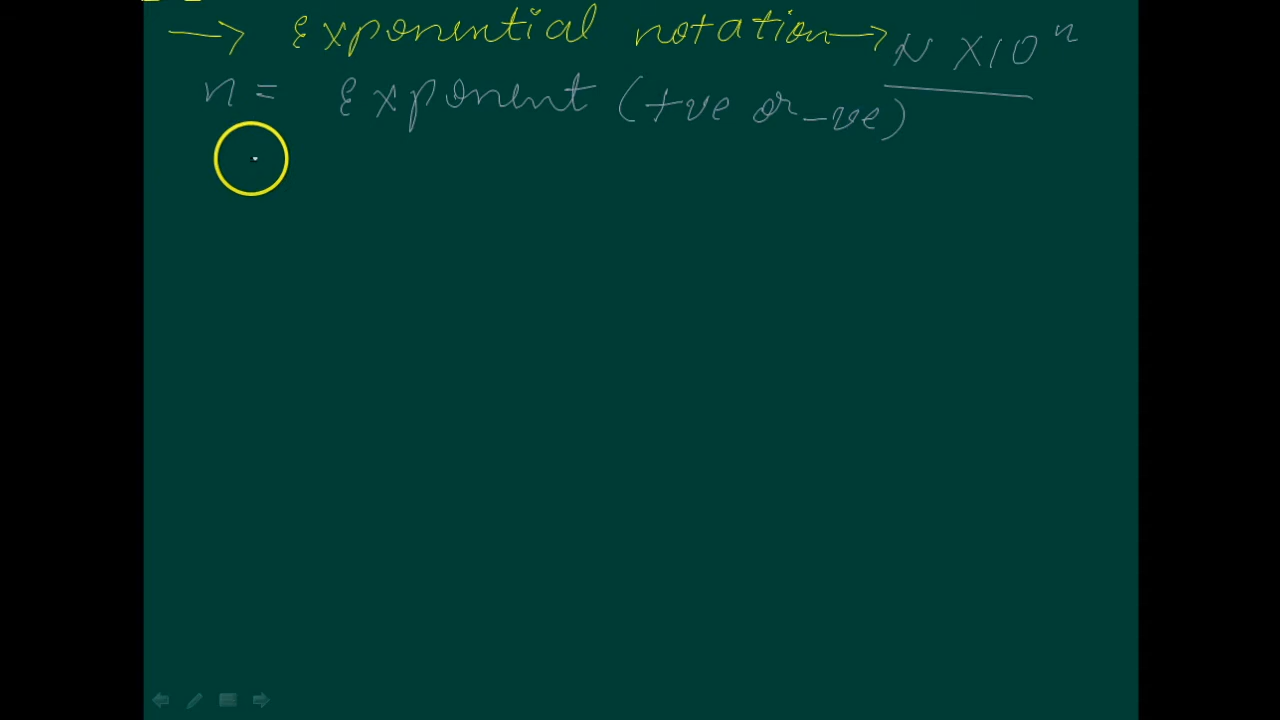 → Exponential notation → N X10ⁿ
n = Exponent (+ve or -ve)